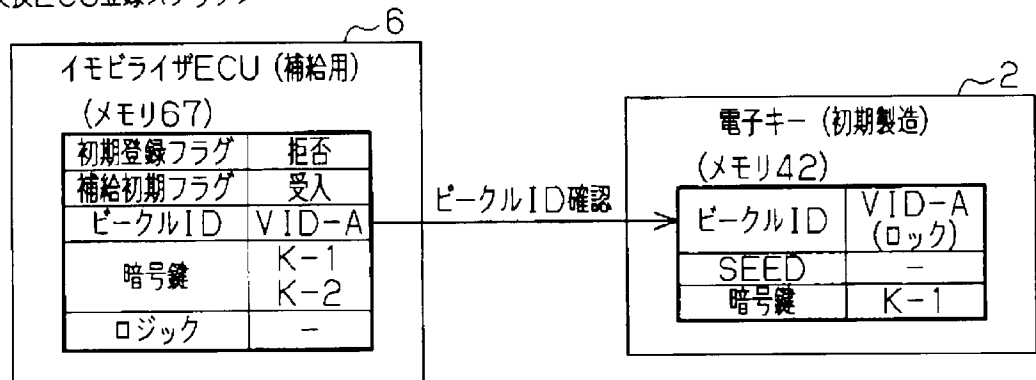 6
イモビライザECU (補給用)
(メモリ67)
初期登録フラグ 拒否
補給初期フラグ 受入
ビークルID VID-A
暗号鍵 K-1
K-2
ロジック -
ビークルID確認
2
電子キー (初期製造)
(メモリ42)
ビークルID VID-A
(ロック)
SEED -
暗号鍵 K-1